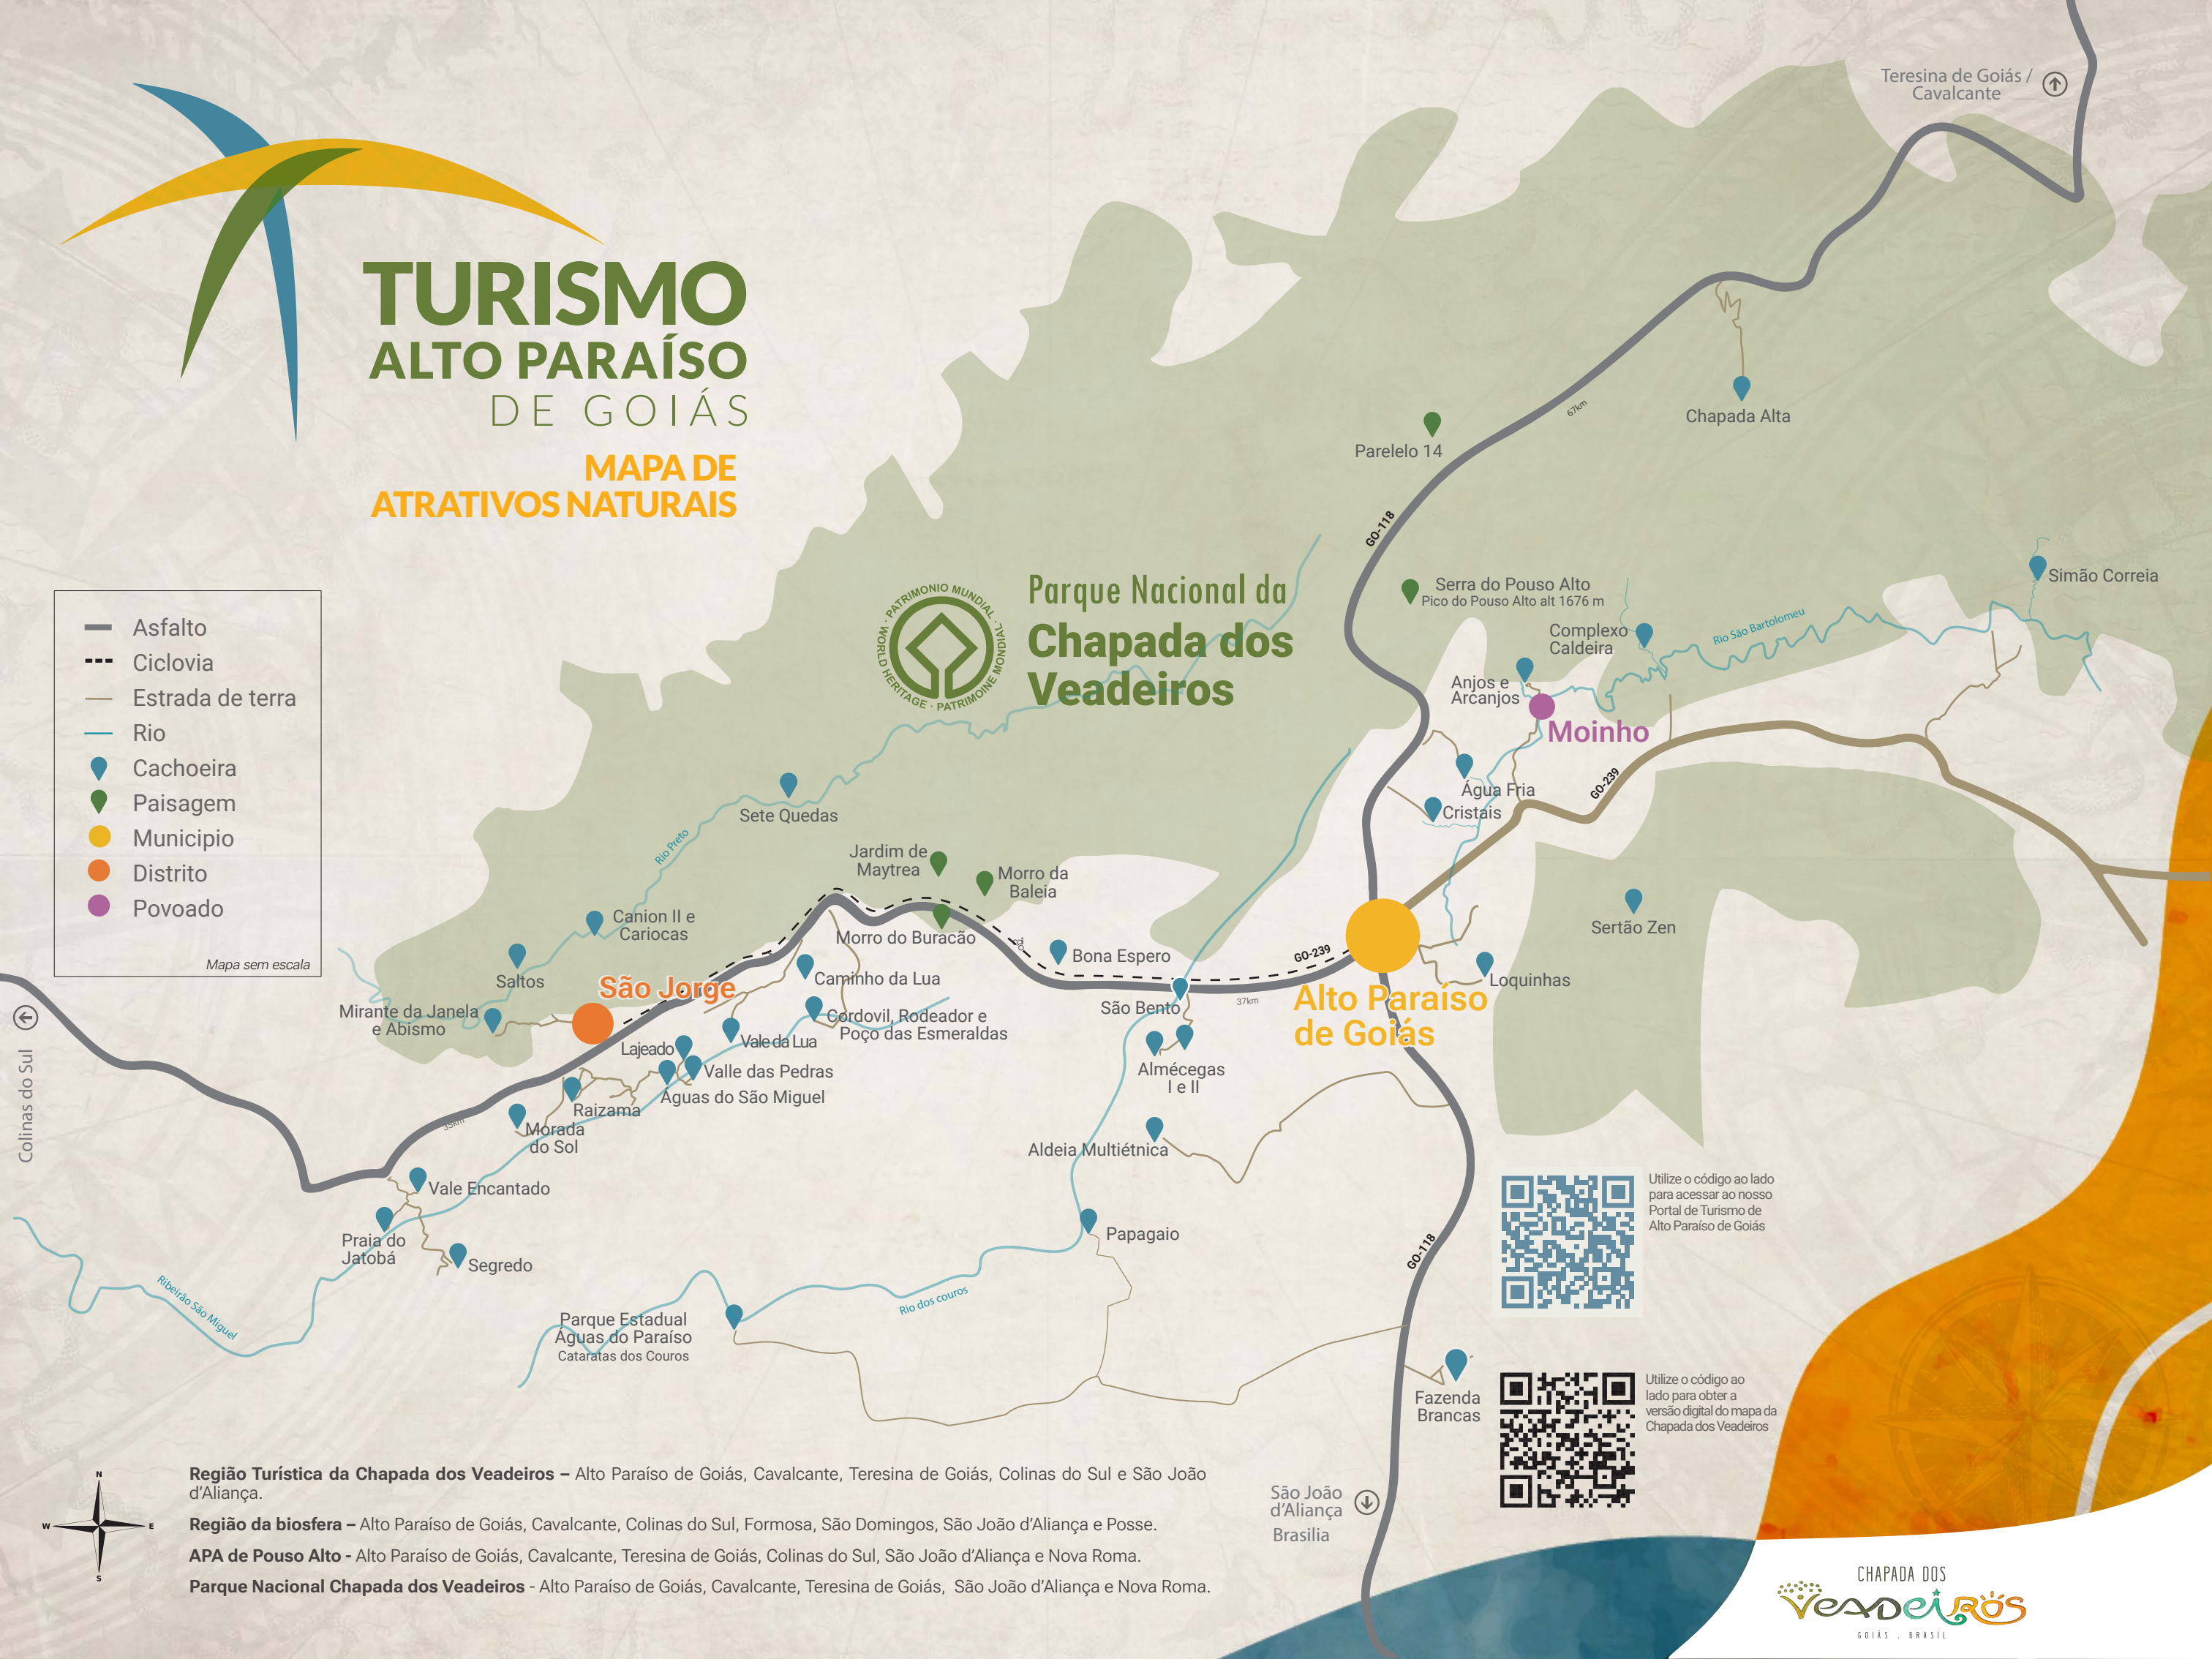 Teresina de Goiás /
Cavalcante
TURISMO
ALTO PARAÍSO
DE GOIÁS
MAPA DE
ATRATIVOS NATURAIS
Chapada Alta
67km
Parelelo 14
GO-118
Asfalto
Ciclovia
Estrada de terra
Rio
Cachoeira
Paisagem
Municipio
Distrito
Povoado
Mapa sem escala
PATRIMONIO MUNDIAL · WORLD HERITAGE · PATRIMOINE MONDIAL ·
Parque Nacional da
Chapada dos
Veadeiros
Serra do Pouso Alto
Pico do Pouso Alto alt 1676 m
Simão Correia
Complexo
Caldeira
Rio São Bartolomeu
Anjos e
Arcanjos
Moinho
Água Fria
Cristais
GO-239
Sete Quedas
Rio Preto
Jardim de
Maytrea
Morro da
Baleia
Morro do Buracão
Canion II e
Cariocas
Saltos
Bona Espero
GO-239
37km
Sertão Zen
Loquinhas
Alto Paraíso
de Goiás
São Jorge
Caminho da Lua
Mirante da Janela
e Abismo
Cordovil, Rodeador e
Poço das Esmeraldas
São Bento
Vale da Lua
Lajeado
Valle das Pedras
Águas do São Miguel
Almécegas
I e II
Raizama
Morada
do Sol
35km
Aldeia Multiétnica
Colinas do Sul
Vale Encantado
Praia do
Jatobá
Segredo
Papagaio
GO-118
Ribeirão São Miguel
Rio dos couros
Parque Estadual
Águas do Paraíso
Cataratas dos Couros
Fazenda
Brancas
Utilize o código ao lado
para acessar ao nosso
Portal de Turismo de
Alto Paraíso de Goiás
Utilize o código ao
lado para obter a
versão digital do mapa da
Chapada dos Veadeiros
São João
d'Aliança
Brasilia
N
W
E
S
Região Turística da Chapada dos Veadeiros – Alto Paraíso de Goiás, Cavalcante, Teresina de Goiás, Colinas do Sul e São João
d'Aliança.
Região da biosfera – Alto Paraíso de Goiás, Cavalcante, Colinas do Sul, Formosa, São Domingos, São João d'Aliança e Posse.
APA de Pouso Alto - Alto Paraíso de Goiás, Cavalcante, Teresina de Goiás, Colinas do Sul, São João d'Aliança e Nova Roma.
Parque Nacional Chapada dos Veadeiros - Alto Paraíso de Goiás, Cavalcante, Teresina de Goiás, São João d'Aliança e Nova Roma.
CHAPADA DOS
VEADEIROS
GOIÁS . BRASIL